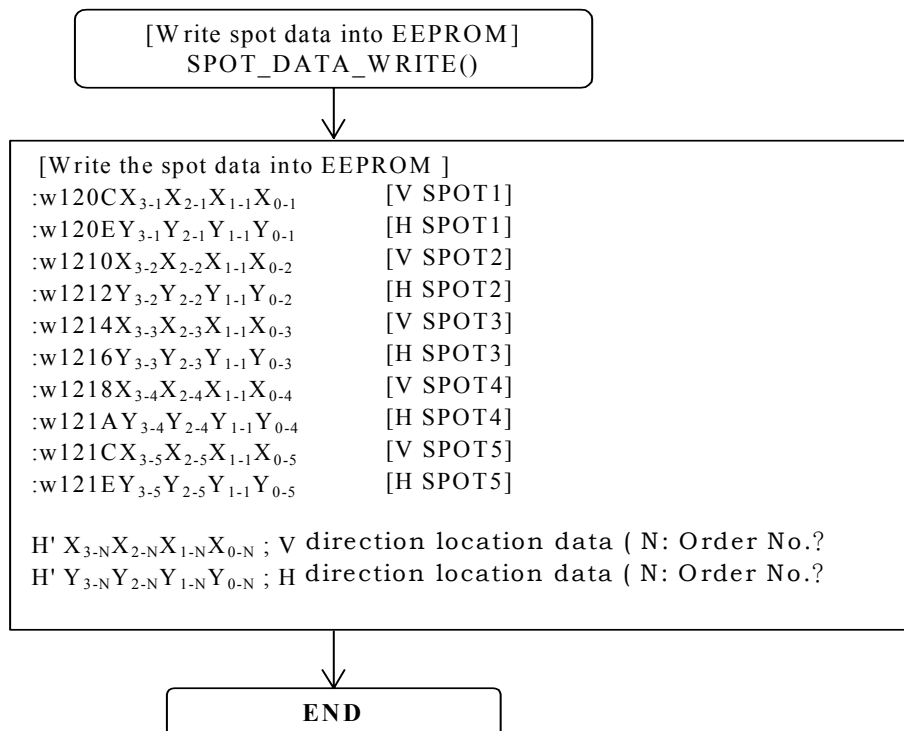 [Write spot data into EEPROM]
SPOT_DATA_WRITE()
[Write the spot data into EEPROM ]
:w120CX3-1X2-1X1-1X0-1 [V SPOT1]
:w120EY3-1Y2-1Y1-1Y0-1 [H SPOT1]
:w1210X3-2X2-2X1-1X0-2 [V SPOT2]
:w1212Y3-2Y2-2Y1-1Y0-2 [H SPOT2]
:w1214X3-3X2-3X1-1X0-3 [V SPOT3]
:w1216Y3-3Y2-3Y1-1Y0-3 [H SPOT3]
:w1218X3-4X2-4X1-1X0-4 [V SPOT4]
:w121AY3-4Y2-4Y1-1Y0-4 [H SPOT4]
:w121CX3-5X2-5X1-1X0-5 [V SPOT5]
:w121EY3-5Y2-5Y1-1Y0-5 [H SPOT5]
H' X3-NX2-NX1-NX0-N ; V direction location data ( N: Order No.?
H' Y3-NY2-NY1-NY0-N ; H direction location data ( N: Order No.?
END